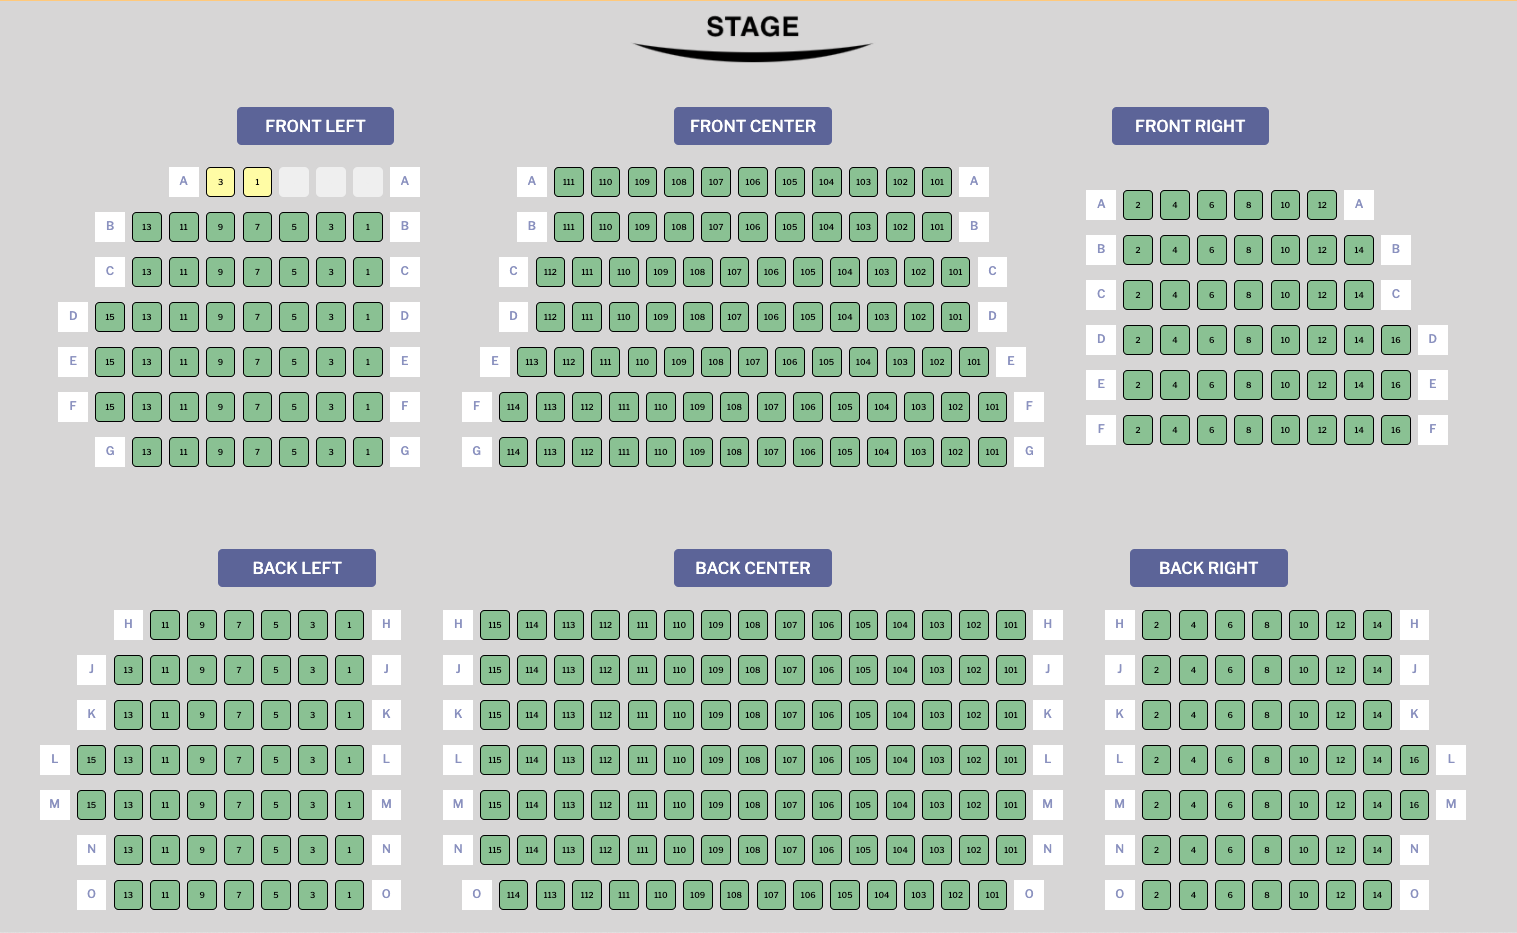 STAGE
FRONT LEFT
FRONT CENTER
FRONT RIGHT
A 3 1 A
B 13 11 9 7 5 3 1 B
C 13 11 9 7 5 3 1 C
D 15 13 11 9 7 5 3 1 D
E 15 13 11 9 7 5 3 1 E
F 15 13 11 9 7 5 3 1 F
G 13 11 9 7 5 3 1 G
A 111 110 109 108 107 106 105 104 103 102 101 A
B 111 110 109 108 107 106 105 104 103 102 101 B
C 112 111 110 109 108 107 106 105 104 103 102 101 C
D 112 111 110 109 108 107 106 105 104 103 102 101 D
E 113 112 111 110 109 108 107 106 105 104 103 102 101 E
F 114 113 112 111 110 109 108 107 106 105 104 103 102 101 F
G 114 113 112 111 110 109 108 107 106 105 104 103 102 101 G
A 2 4 6 8 10 12 A
B 2 4 6 8 10 12 14 B
C 2 4 6 8 10 12 14 C
D 2 4 6 8 10 12 14 16 D
E 2 4 6 8 10 12 14 16 E
F 2 4 6 8 10 12 14 16 F
BACK LEFT
BACK CENTER
BACK RIGHT
H 11 9 7 5 3 1 H
J 13 11 9 7 5 3 1 J
K 13 11 9 7 5 3 1 K
L 15 13 11 9 7 5 3 1 L
M 15 13 11 9 7 5 3 1 M
N 13 11 9 7 5 3 1 N
O 13 11 9 7 5 3 1 O
H 115 114 113 112 111 110 109 108 107 106 105 104 103 102 101 H
J 115 114 113 112 111 110 109 108 107 106 105 104 103 102 101 J
K 115 114 113 112 111 110 109 108 107 106 105 104 103 102 101 K
L 115 114 113 112 111 110 109 108 107 106 105 104 103 102 101 L
M 115 114 113 112 111 110 109 108 107 106 105 104 103 102 101 M
N 115 114 113 112 111 110 109 108 107 106 105 104 103 102 101 N
O 114 113 112 111 110 109 108 107 106 105 104 103 102 101 O
H 2 4 6 8 10 12 14 H
J 2 4 6 8 10 12 14 J
K 2 4 6 8 10 12 14 K
L 2 4 6 8 10 12 14 16 L
M 2 4 6 8 10 12 14 16 M
N 2 4 6 8 10 12 14 N
O 2 4 6 8 10 12 14 O